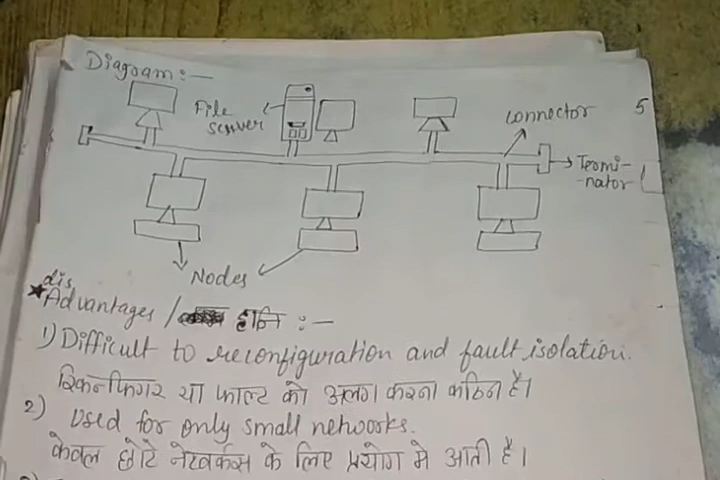 Diagram:-
File
server
connector
5
Termi-
-nator
Nodes
dis
*Advantages / हानि :-
1) Difficult to reconfiguration and fault isolation.
रिकन्फिगर या फाल्ट को अलग करना कठिन है।
2) Used for only small networks.
केवल छोटे नेटवर्कस के लिए प्रयोग मे आती है।